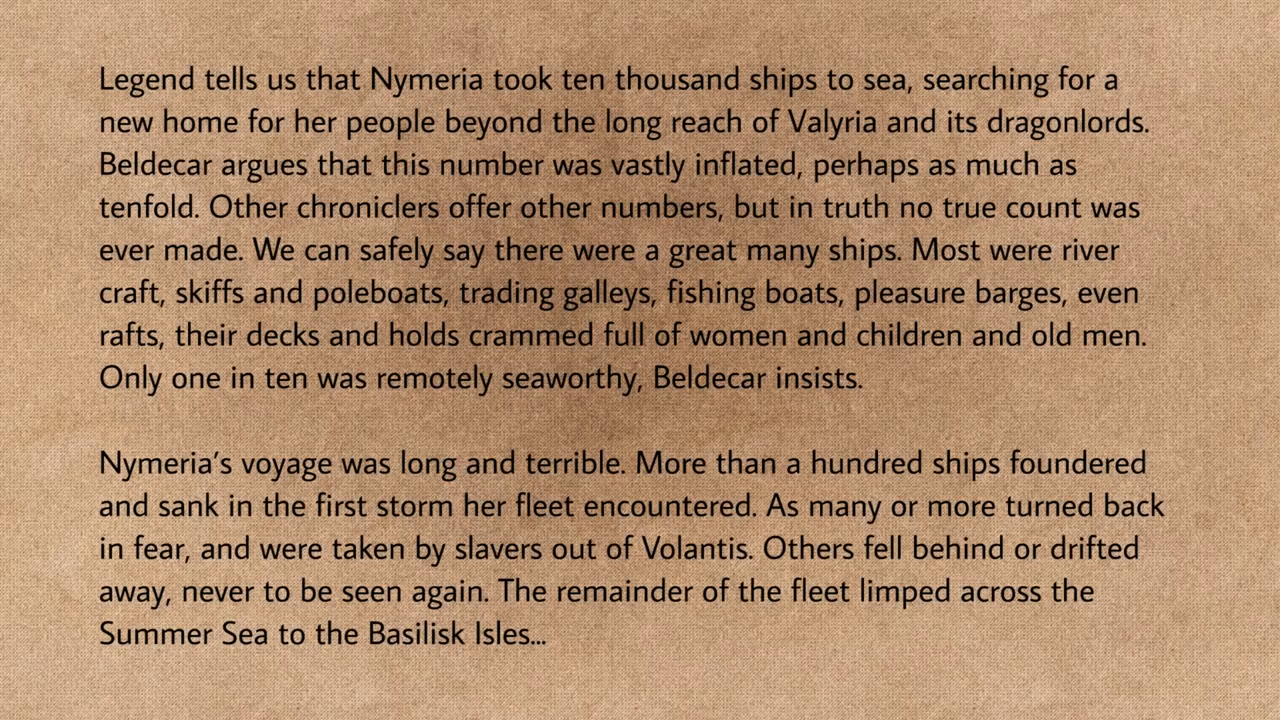 Legend tells us that Nymeria took ten thousand ships to sea, searching for a
new home for her people beyond the long reach of Valyria and its dragonlords.
Beldecar argues that this number was vastly inflated, perhaps as much as
tenfold. Other chroniclers offer other numbers, but in truth no true count was
ever made. We can safely say there were a great many ships. Most were river
craft, skiffs and poleboats, trading galleys, fishing boats, pleasure barges, even
rafts, their decks and holds crammed full of women and children and old men.
Only one in ten was remotely seaworthy, Beldecar insists.
Nymeria's voyage was long and terrible. More than a hundred ships foundered
and sank in the first storm her fleet encountered. As many or more turned back
in fear, and were taken by slavers out of Volantis. Others fell behind or drifted
away, never to be seen again. The remainder of the fleet limped across the
Summer Sea to the Basilisk Isles...